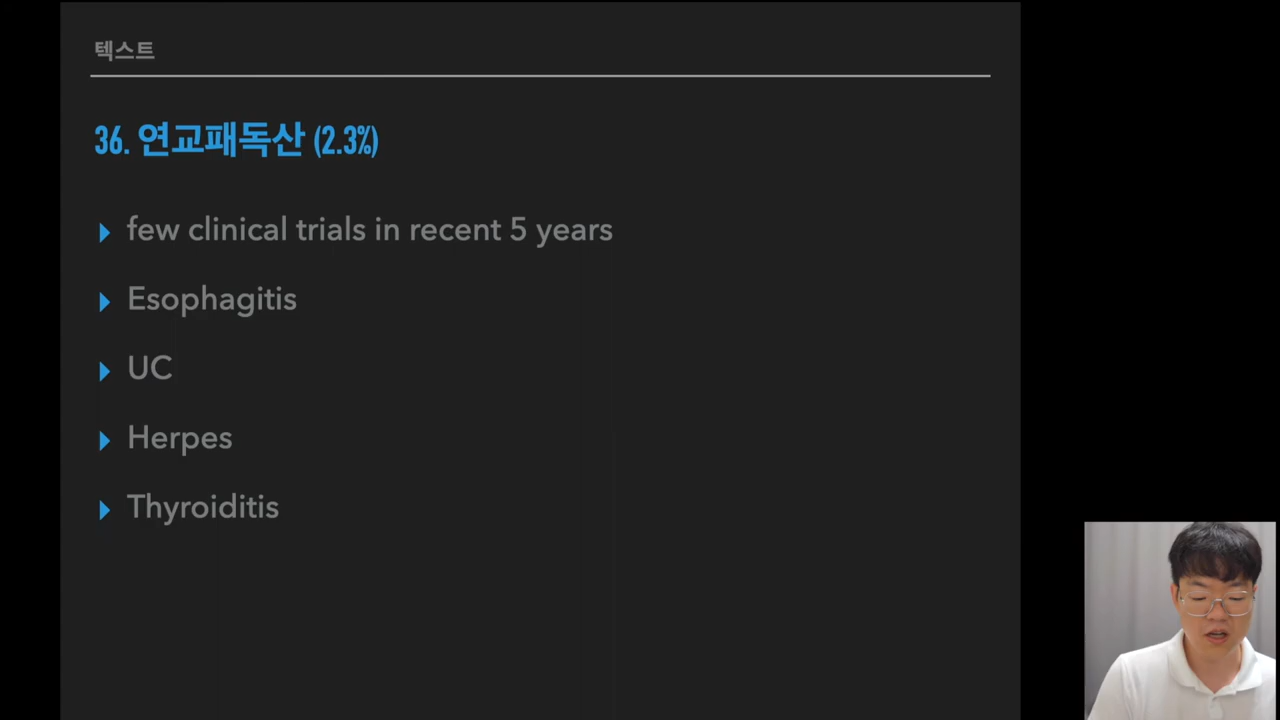 텍스트
36. 연교패독산 (2.3%)
few clinical trials in recent 5 years
Esophagitis
UC
Herpes
Thyroiditis